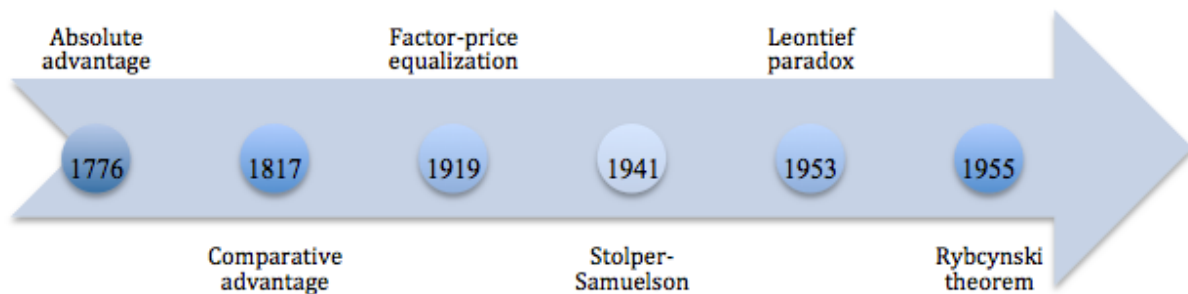 Absolute
advantage
Factor-price
equalization
Leontief
paradox
1776
1817
1919
1941
1953
1955
Comparative
advantage
Stolper-
Samuelson
Rybcynski
theorem